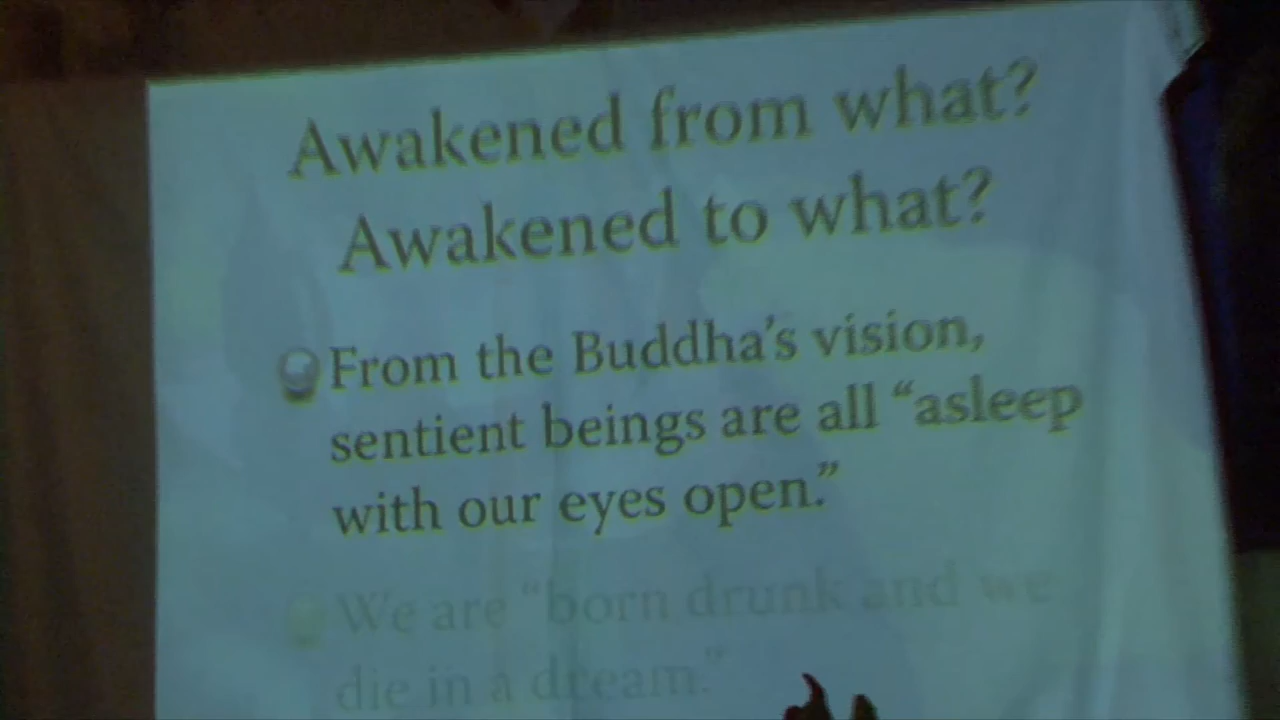 Awakened from what?
Awakened to what?
From the Buddha's vision,
sentient beings are all “asleep
with our eyes open.”
We are “born drunk and we
die in a dream.”